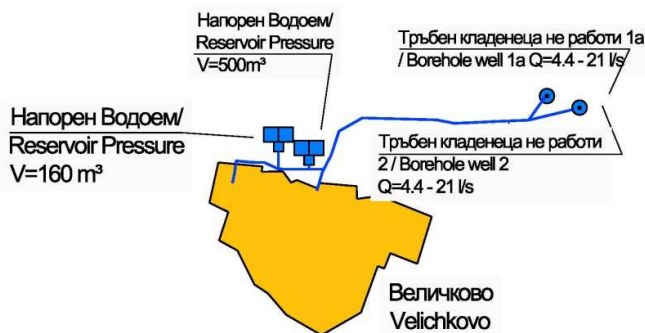 Напорен Водоем/
Reservoir Pressure
V=500m³
Тръбен кладенеца не работи 1а
/ Borehole well 1a Q=4.4 - 21 l/s
Напорен Водоем/
Reservoir Pressure
V=160 m³
Тръбен кладенеца не работи
2 / Borehole well 2
Q=4.4 - 21 l/s
Величково
Velichkovo